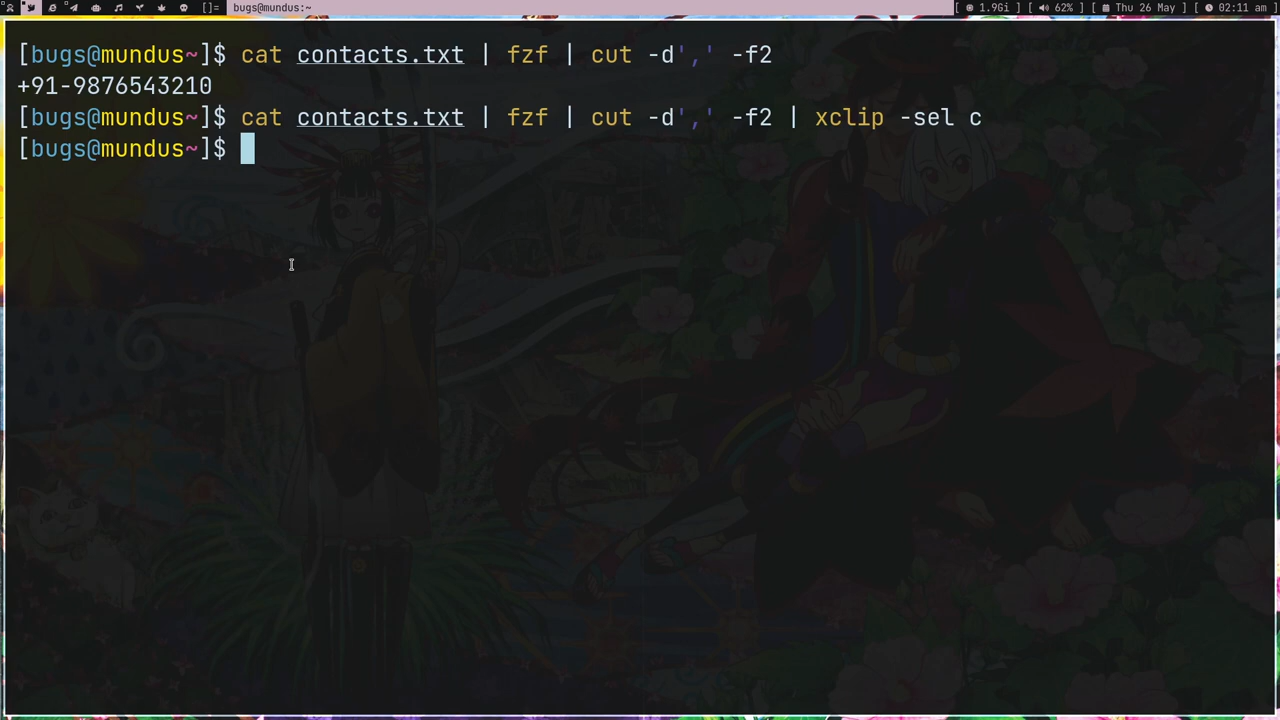 []= bugs@mundus:~ [ 1.96i ] [ 62% ] [ Thu 26 May ] [ 02:11 am ]
[bugs@mundus~]$ cat contacts.txt | fzf | cut -d',' -f2
+91-9876543210
[bugs@mundus~]$ cat contacts.txt | fzf | cut -d',' -f2 | xclip -sel c
[bugs@mundus~]$